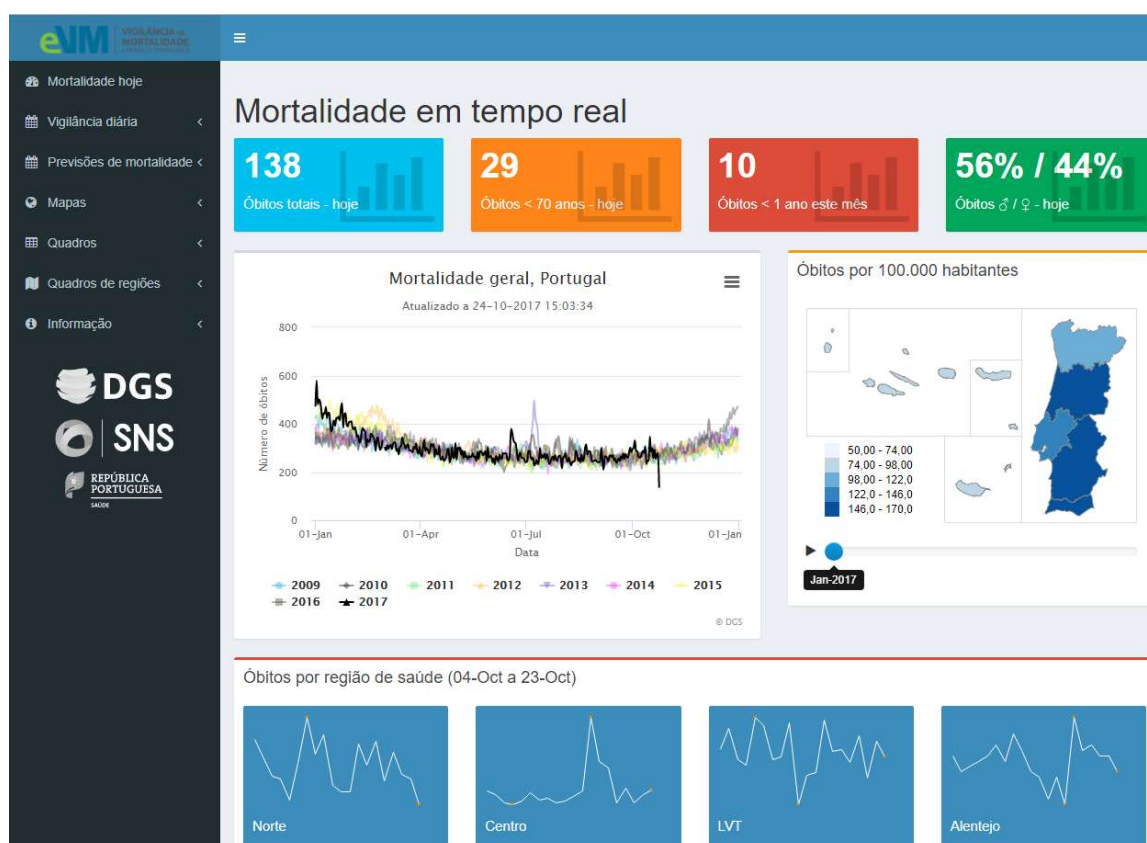 eVM VIGILÂNCIA DE
MORTALIDADE
Mortalidade hoje
Vigilância diária
Previsões de mortalidade
Mapas
Quadros
Quadros de regiões
Informação
DGS
SNS
REPÚBLICA
PORTUGUESA
SAÚDE
Mortalidade em tempo real
138
Óbitos totais - hoje
29
Óbitos < 70 anos - hoje
10
Óbitos < 1 ano este mês
56% / 44%
Óbitos ♂ / ♀ - hoje
Mortalidade geral, Portugal
Atualizado a 24-10-2017 15:03:34
800
600
400
200
0
Número de óbitos
01-Jan 01-Apr 01-Jul 01-Oct 01-Jan
Data
2009 2010 2011 2012 2013 2014 2015
2016 2017
© DGS
Óbitos por 100.000 habitantes
50,00 - 74,00
74,00 - 98,00
98,00 - 122,0
122,0 - 146,0
146,0 - 170,0
Jan-2017
Óbitos por região de saúde (04-Oct a 23-Oct)
Norte
Centro
LVT
Alentejo